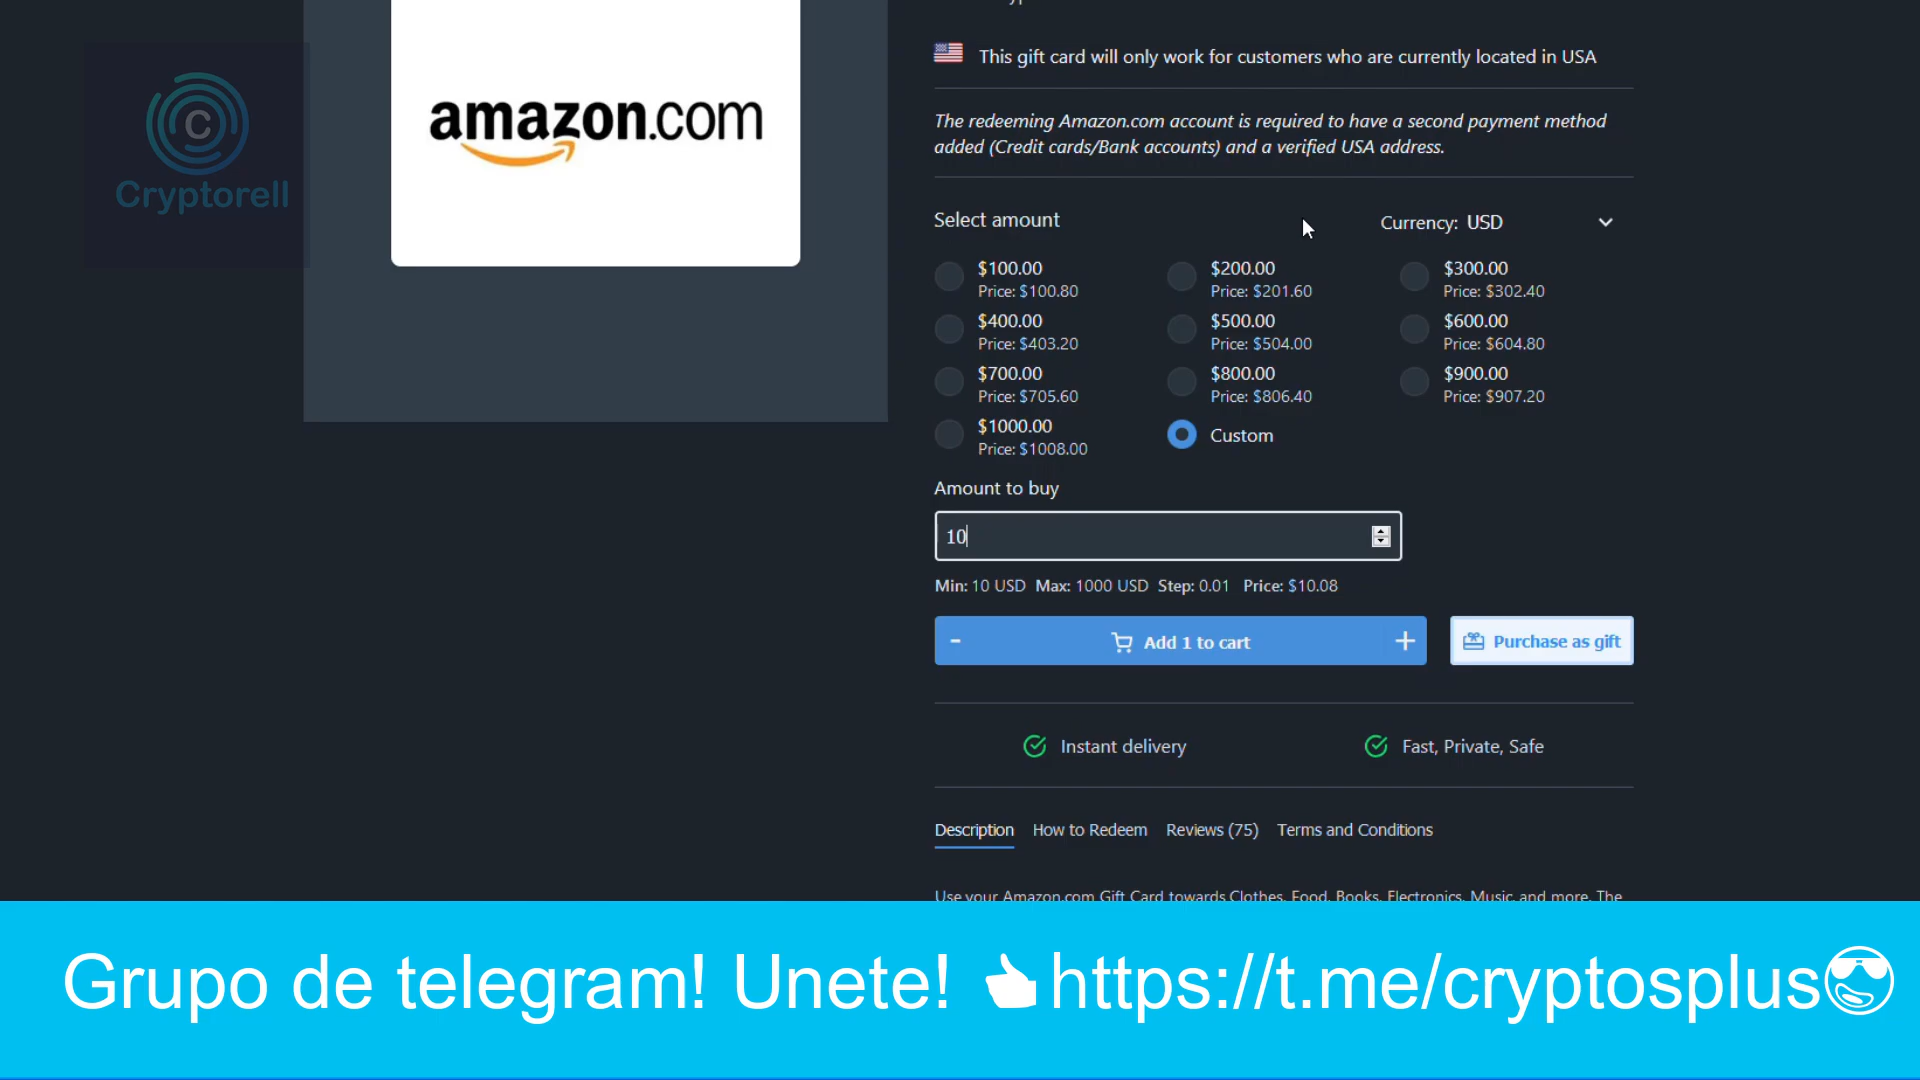 This gift card will only work for customers who are currently located in USA
The redeeming Amazon.com account is required to have a second payment method
added (Credit cards/Bank accounts) and a verified USA address.
amazon.com
C
Cryptorell
Select amount
Currency: USD
$100.00 $200.00 $300.00
Price: $100.80 Price: $201.60 Price: $302.40
$400.00 $500.00 $600.00
Price: $403.20 Price: $504.00 Price: $604.80
$700.00 $800.00 $900.00
Price: $705.60 Price: $806.40 Price: $907.20
$1000.00 Custom
Price: $1008.00
Amount to buy
10
Min: 10 USD Max: 1000 USD Step: 0.01 Price: $10.08
- Add 1 to cart +
Purchase as gift
Instant delivery Fast, Private, Safe
Description How to Redeem Reviews (75) Terms and Conditions
Use your Amazon.com Gift Card towards Clothes, Food, Books, Electronics, Music, and more. The
Grupo de telegram! Unete! 👍https://t.me/cryptosplus😎